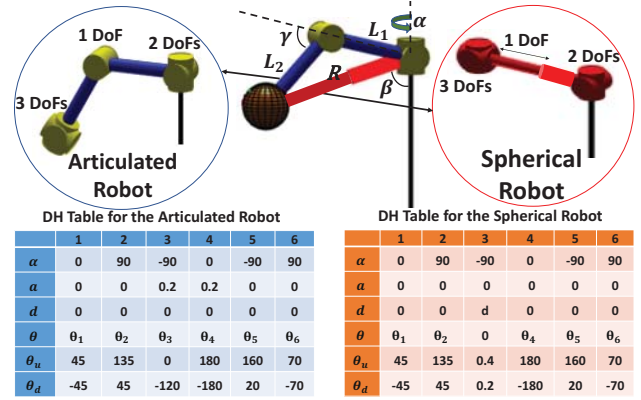 1 DoF
2 DoFs
3 DoFs
Articulated
Robot
α
γ
L₁
L₂
R
β
1 DoF
2 DoFs
3 DoFs
Spherical
Robot
DH Table for the Articulated Robot
1 2 3 4 5 6
α 0 90 -90 0 -90 90
a 0 0 0.2 0.2 0 0
d 0 0 0 0 0 0
θ θ₁ θ₂ θ₃ θ₄ θ₅ θ₆
θᵤ 45 135 0 180 160 70
θ_d -45 45 -120 -180 20 -70
DH Table for the Spherical Robot
1 2 3 4 5 6
α 0 90 -90 0 -90 90
a 0 0 0 0 0 0
d 0 0 d 0 0 0
θ θ₁ θ₂ 0 θ₄ θ₅ θ₆
θᵤ 45 135 0.4 180 160 70
θ_d -45 45 0.2 -180 20 -70